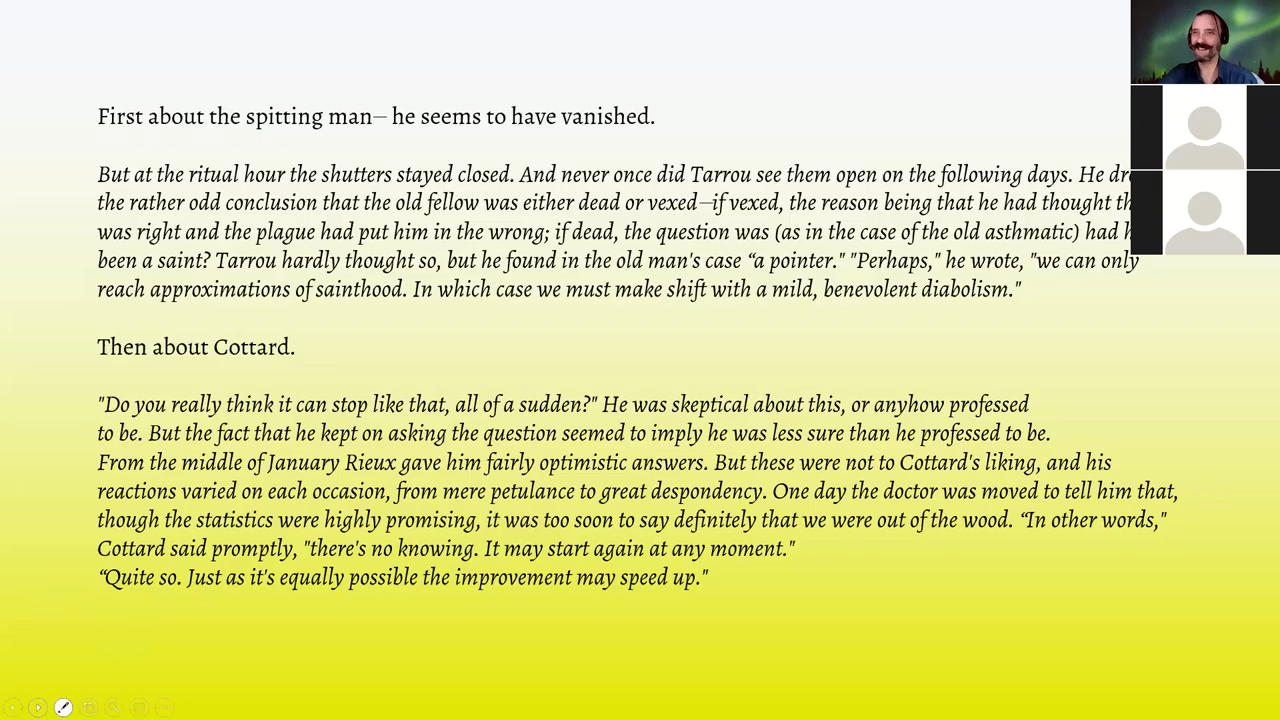 First about the spitting man– he seems to have vanished.
But at the ritual hour the shutters stayed closed. And never once did Tarrou see them open on the following days. He
the rather odd conclusion that the old fellow was either dead or vexed—if vexed, the reason being that he had thought
was right and the plague had put him in the wrong; if dead, the question was (as in the case of the old asthmatic) had
been a saint? Tarrou hardly thought so, but he found in the old man's case “a pointer." "Perhaps," he wrote, "we can only
reach approximations of sainthood. In which case we must make shift with a mild, benevolent diabolism."
Then about Cottard.
"Do you really think it can stop like that, all of a sudden?" He was skeptical about this, or anyhow professed
to be. But the fact that he kept on asking the question seemed to imply he was less sure than he professed to be.
From the middle of January Rieux gave him fairly optimistic answers. But these were not to Cottard's liking, and his
reactions varied on each occasion, from mere petulance to great despondency. One day the doctor was moved to tell him that,
though the statistics were highly promising, it was too soon to say definitely that we were out of the wood. “In other words,"
Cottard said promptly, "there's no knowing. It may start again at any moment."
“Quite so. Just as it's equally possible the improvement may speed up."